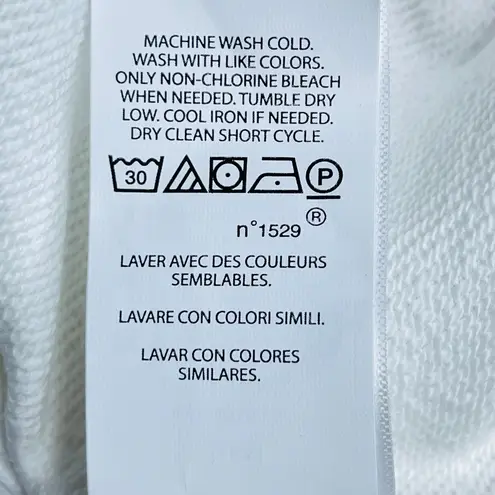 MACHINE WASH COLD.
WASH WITH LIKE COLORS.
ONLY NON-CHLORINE BLEACH
WHEN NEEDED. TUMBLE DRY
LOW. COOL IRON IF NEEDED.
DRY CLEAN SHORT CYCLE.
30 P
n°1529 ®
LAVER AVEC DES COULEURS
SEMBLABLES.
LAVARE CON COLORI SIMILI.
LAVAR CON COLORES
SIMILARES.